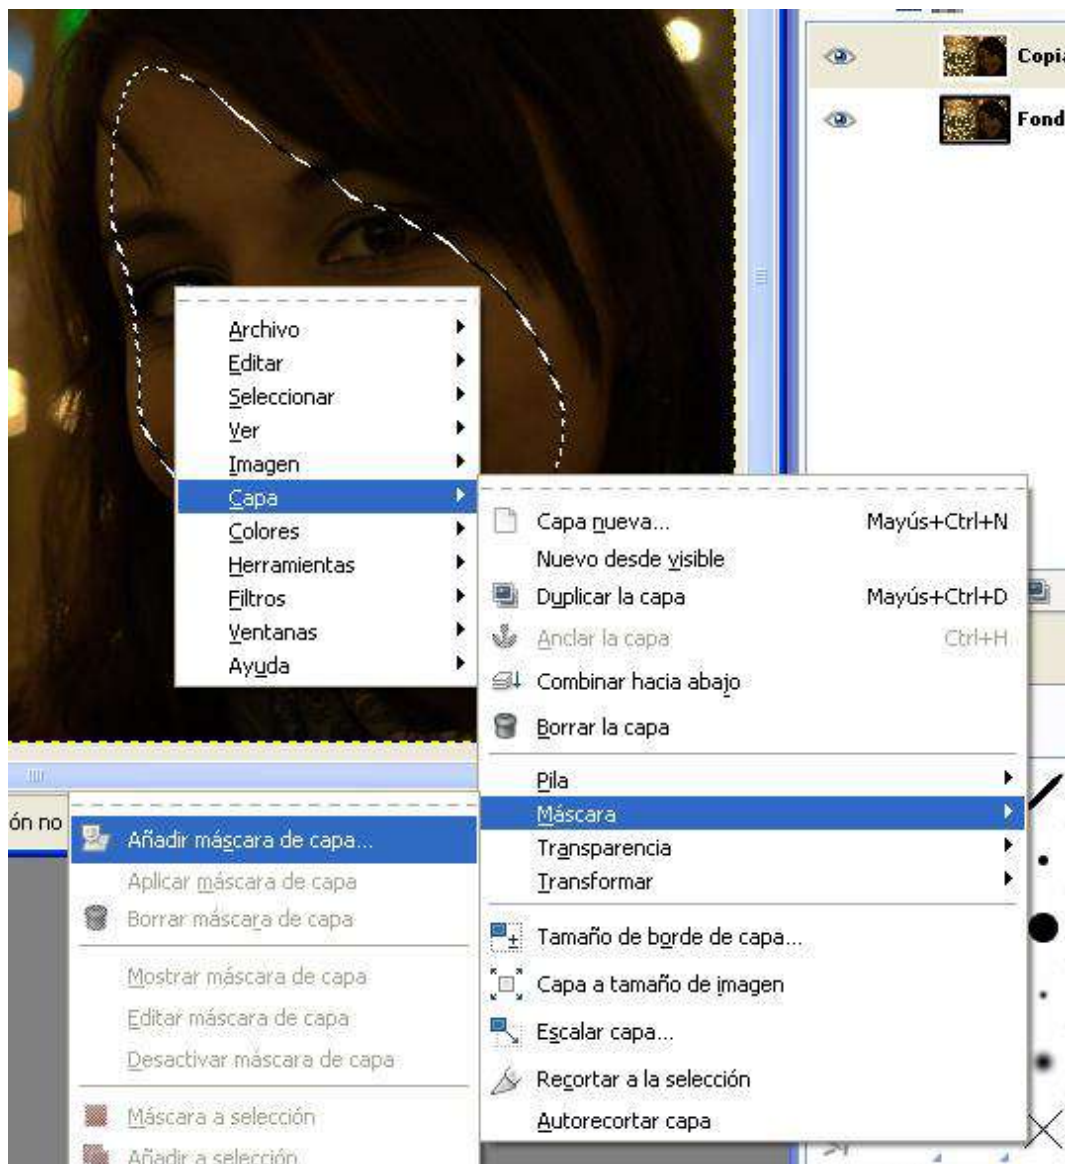 Copia
Fond
Archivo
Editar
Seleccionar
Ver
Imagen
Capa
Colores
Herramientas
Filtros
Ventanas
Ayuda
Capa nueva... Mayús+Ctrl+N
Nuevo desde visible
Duplicar la capa Mayús+Ctrl+D
Anclar la capa Ctrl+H
Combinar hacia abajo
Borrar la capa
Pila
Máscara
Transparencia
Transformar
Tamaño de borde de capa...
Capa a tamaño de imagen
Escalar capa...
Recortar a la selección
Autorecortar capa
ón no
Añadir máscara de capa...
Aplicar máscara de capa
Borrar máscara de capa
Mostrar máscara de capa
Editar máscara de capa
Desactivar máscara de capa
Máscara a selección
Añadir a selección